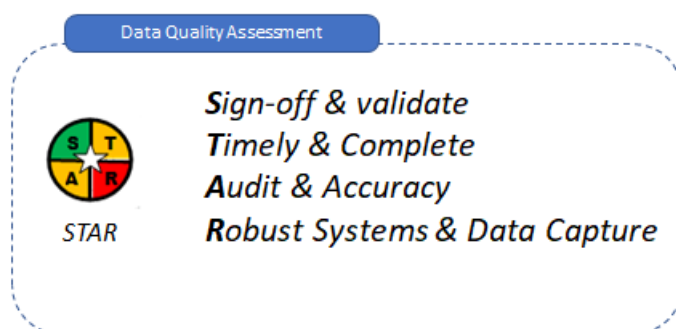 Data Quality Assessment
S T
A R
STAR
Sign-off & validate
Timely & Complete
Audit & Accuracy
Robust Systems & Data Capture